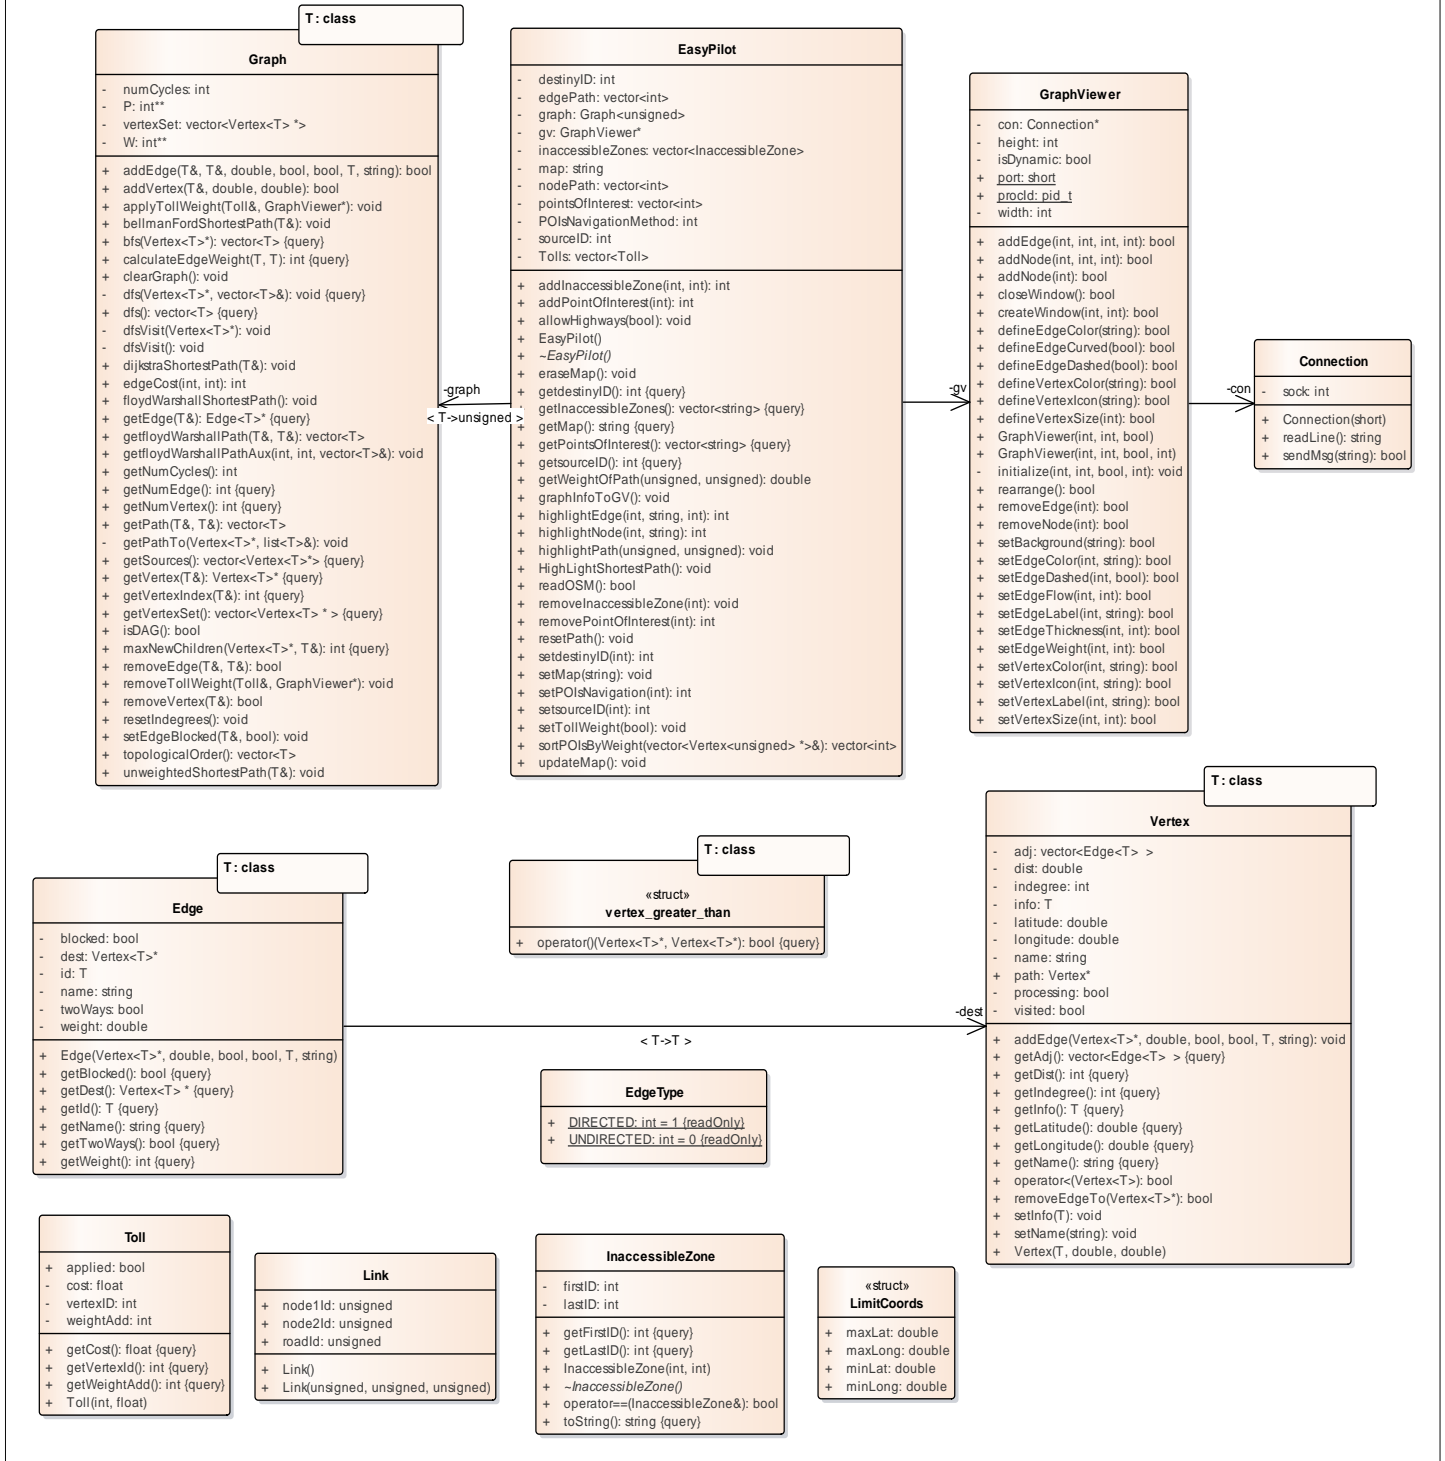 T: class
Graph
- numCycles: int
- P: int**
- vertexSet: vector<Vertex<T> *>
- W: int**
+ addEdge(T&, T&, double, bool, bool, T, string): bool
+ addVertex(T&, double, double): bool
+ applyTollWeight(Toll&, GraphViewer*): void
+ bellmanFordShortestPath(T&): void
+ bfs(Vertex<T>*): vector<T> {query}
+ calculateEdgeWeight(T, T): int {query}
+ clearGraph(): void
- dfs(Vertex<T>*, vector<T>&): void {query}
+ dfs(): vector<T> {query}
- dfsVisit(Vertex<T>*): void
- dfsVisit(): void
+ dijkstraShortestPath(T&): void
+ edgeCost(int, int): int
+ floydWarshallShortestPath(): void
+ getEdge(T&): Edge<T>* {query}
+ getfloydWarshallPath(T&, T&): vector<T>
+ getfloydWarshallPathAux(int, int, vector<T>&): void
+ getNumCycles(): int
+ getNumEdge(): int {query}
+ getNumVertex(): int {query}
+ getPath(T&, T&): vector<T>
- getPathTo(Vertex<T>*, list<T>&): void
+ getSources(): vector<Vertex<T>*> {query}
+ getVertex(T&): Vertex<T>* {query}
+ getVertexIndex(T&): int {query}
+ getVertexSet(): vector<Vertex<T> * > {query}
+ isDAG(): bool
+ maxNewChildren(Vertex<T>*, T&): int {query}
+ removeEdge(T&, T&): bool
+ removeTollWeight(Toll&, GraphViewer*): void
+ removeVertex(T&): bool
+ resetIndegrees(): void
+ setEdgeBlocked(T&, bool): void
+ topologicalOrder(): vector<T>
+ unweightedShortestPath(T&): void
-graph
< T->unsigned >
EasyPilot
- destinyID: int
- edgePath: vector<int>
- graph: Graph<unsigned>
- gv: GraphViewer*
- inaccessibleZones: vector<InaccessibleZone>
- map: string
- nodePath: vector<int>
- pointsOfInterest: vector<int>
- POIsNavigationMethod: int
- sourceID: int
- Tolls: vector<Toll>
+ addInaccessibleZone(int, int): int
+ addPointOfInterest(int): int
+ allowHighways(bool): void
+ EasyPilot()
+ ~EasyPilot()
+ eraseMap(): void
+ getdestinyID(): int {query}
+ getInaccessibleZones(): vector<string> {query}
+ getMap(): string {query}
+ getPointsOfInterest(): vector<string> {query}
+ getsourceID(): int {query}
+ getWeightOfPath(unsigned, unsigned): double
+ graphInfoToGV(): void
+ highlightEdge(int, string, int): int
+ highlightNode(int, string): int
+ highlightPath(unsigned, unsigned): void
+ HighLightShortestPath(): void
+ readOSM(): bool
+ removeInaccessibleZone(int): void
+ removePointOfInterest(int): int
+ resetPath(): void
+ setdestinyID(int): int
+ setMap(string): void
+ setPOIsNavigation(int): int
+ setsourceID(int): int
+ setTollWeight(bool): void
+ sortPOIsByWeight(vector<Vertex<unsigned> *>&): vector<int>
+ updateMap(): void
-gv
GraphViewer
- con: Connection*
- height: int
- isDynamic: bool
+ port: short
+ procId: pid_t
- width: int
+ addEdge(int, int, int, int): bool
+ addNode(int, int, int): bool
+ addNode(int): bool
+ closeWindow(): bool
+ createWindow(int, int): bool
+ defineEdgeColor(string): bool
+ defineEdgeCurved(bool): bool
+ defineEdgeDashed(bool): bool
+ defineVertexColor(string): bool
+ defineVertexIcon(string): bool
+ defineVertexSize(int): bool
+ GraphViewer(int, int, bool)
+ GraphViewer(int, int, bool, int)
- initialize(int, int, bool, int): void
+ rearrange(): bool
+ removeEdge(int): bool
+ removeNode(int): bool
+ setBackground(string): bool
+ setEdgeColor(int, string): bool
+ setEdgeDashed(int, bool): bool
+ setEdgeFlow(int, int): bool
+ setEdgeLabel(int, string): bool
+ setEdgeThickness(int, int): bool
+ setEdgeWeight(int, int): bool
+ setVertexColor(int, string): bool
+ setVertexIcon(int, string): bool
+ setVertexLabel(int, string): bool
+ setVertexSize(int, int): bool
-con
Connection
- sock: int
+ Connection(short)
+ readLine(): string
+ sendMsg(string): bool
T: class
Edge
- blocked: bool
- dest: Vertex<T>*
- id: T
- name: string
- twoWays: bool
- weight: double
+ Edge(Vertex<T>*, double, bool, bool, T, string)
+ getBlocked(): bool {query}
+ getDest(): Vertex<T> * {query}
+ getId(): T {query}
+ getName(): string {query}
+ getTwoWays(): bool {query}
+ getWeight(): int {query}
T: class
«struct»
vertex_greater_than
+ operator()(Vertex<T>*, Vertex<T>*): bool {query}
-dest
< T->T >
T: class
Vertex
- adj: vector<Edge<T> >
- dist: double
- indegree: int
- info: T
- latitude: double
- longitude: double
- name: string
+ path: Vertex*
- processing: bool
- visited: bool
+ addEdge(Vertex<T>*, double, bool, bool, T, string): void
+ getAdj(): vector<Edge<T> > {query}
+ getDist(): int {query}
+ getIndegree(): int {query}
+ getInfo(): T {query}
+ getLatitude(): double {query}
+ getLongitude(): double {query}
+ getName(): string {query}
+ operator<(Vertex<T>): bool
+ removeEdgeTo(Vertex<T>*): bool
+ setInfo(T): void
+ setName(string): void
+ Vertex(T, double, double)
EdgeType
+ DIRECTED: int = 1 {readOnly}
+ UNDIRECTED: int = 0 {readOnly}
Toll
+ applied: bool
- cost: float
- vertexID: int
- weightAdd: int
+ getCost(): float {query}
+ getVertexId(): int {query}
+ getWeightAdd(): int {query}
+ Toll(int, float)
Link
+ node1Id: unsigned
+ node2Id: unsigned
+ roadId: unsigned
+ Link()
+ Link(unsigned, unsigned, unsigned)
InaccessibleZone
- firstID: int
- lastID: int
+ getFirstID(): int {query}
+ getLastID(): int {query}
+ InaccessibleZone(int, int)
+ ~InaccessibleZone()
+ operator==(InaccessibleZone&): bool
+ toString(): string {query}
«struct»
LimitCoords
+ maxLat: double
+ maxLong: double
+ minLat: double
+ minLong: double